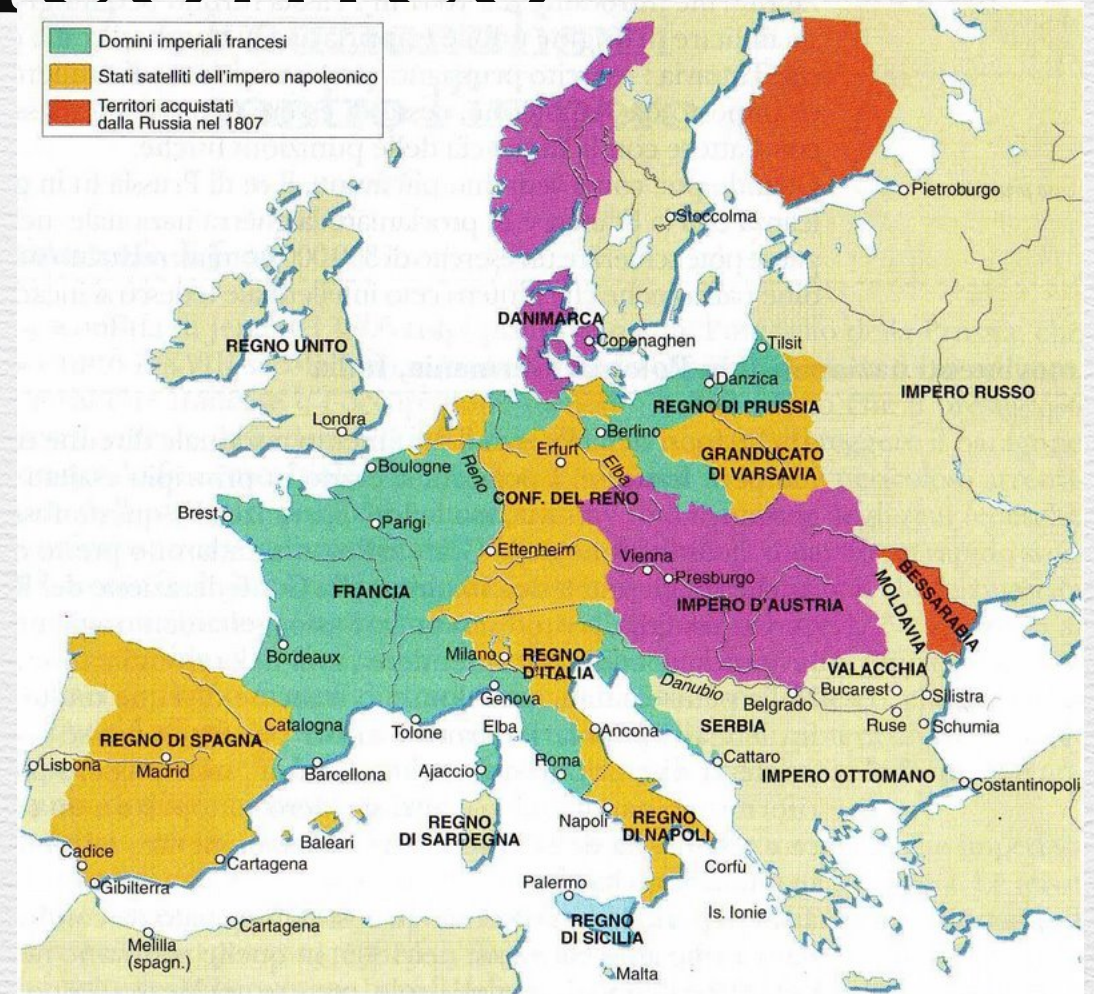 Domini imperiali francesi
Stati satelliti dell'impero napoleonico
Territori acquistati
dalla Russia nel 1807
Pietroburgo
Stoccolma
DANIMARCA
Copenaghen
REGNO UNITO
Tilsit
Danzica
IMPERO RUSSO
REGNO DI PRUSSIA
Londra
Berlino
Erfurt
Elba
GRANDUCATO
DI VARSAVIA
Boulogne
Reno
CONF. DEL RENO
Brest
Parigi
Ettenheim
Vienna
Presburgo
FRANCIA
IMPERO D'AUSTRIA
BESSARABIA
MOLDAVIA
Bordeaux
Milano
REGNO
D'ITALIA
VALACCHIA
Genova
Danubio
Belgrado
Bucarest
Silistra
Catalogna
Tolone
Elba
Ancona
SERBIA
Ruse
Schumia
REGNO DI SPAGNA
Lisbona
Madrid
Barcellona
Ajaccio
Roma
Cattaro
IMPERO OTTOMANO
Costantinopoli
Napoli
REGNO
DI NAPOLI
REGNO
DI SARDEGNA
Baleari
Cadice
Cartagena
Gibilterra
Corfù
Palermo
Is. Ionie
REGNO
DI SICILIA
Cartagena
Melilla
(spagn.)
Malta